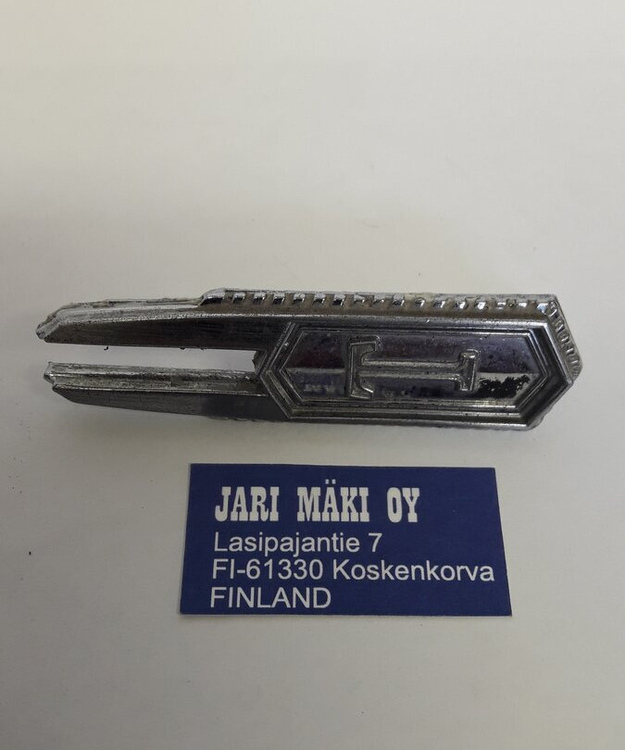 T
JARI MÄKI OY
Lasipajantie 7
FI-61330 Koskenkorva
FINLAND